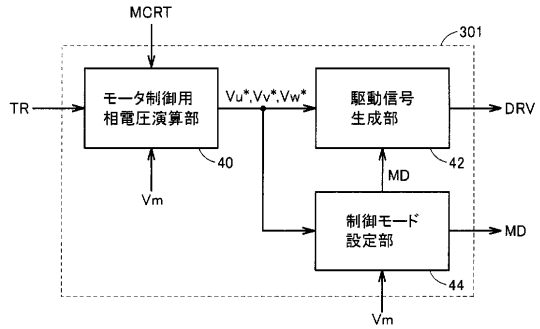 MCRT
301
TR
モータ制御用
相電圧演算部
Vu*,Vv*,Vw*
駆動信号
生成部
DRV
40
42
Vm
MD
制御モード
設定部
MD
44
Vm